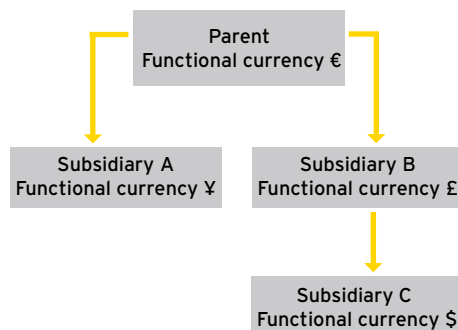 Parent
Functional currency €
Subsidiary A
Functional currency ¥
Subsidiary B
Functional currency £
Subsidiary C
Functional currency $